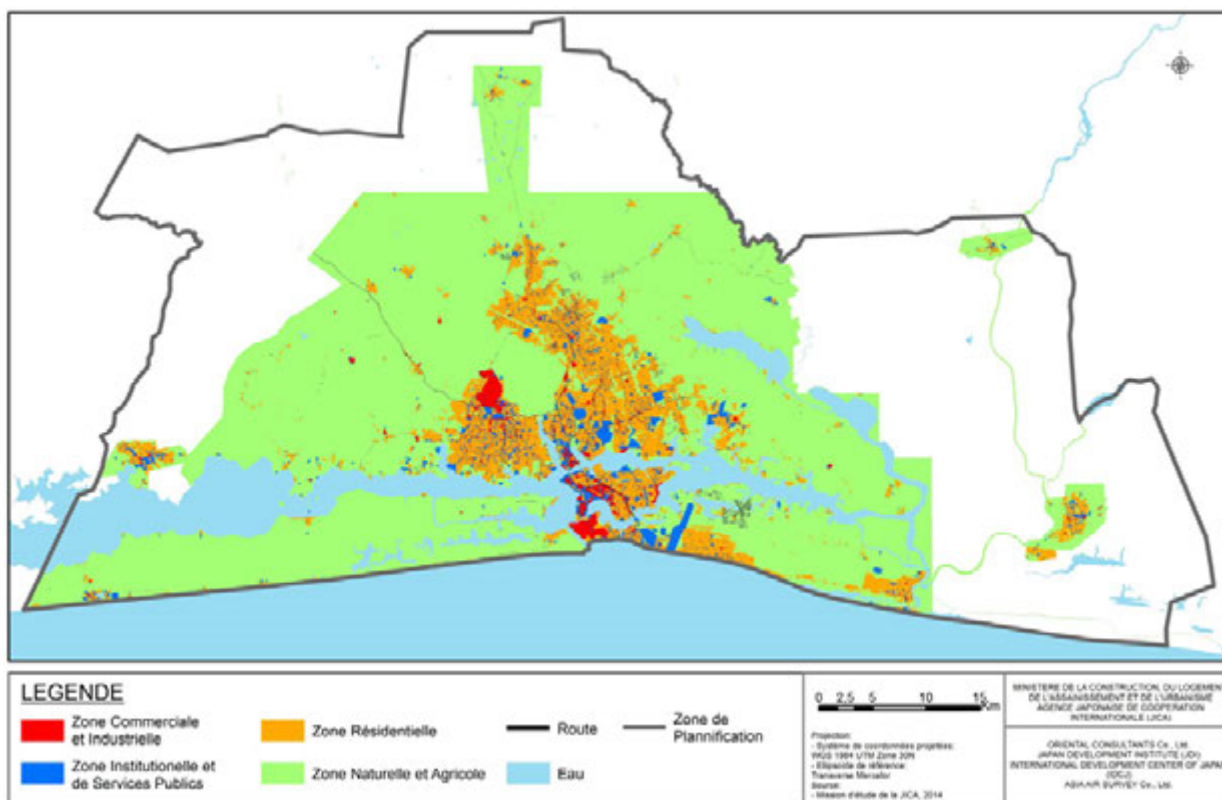 LEGENDE
Zone Commerciale
et Industrielle
Zone Institutionelle et
de Services Publics
Zone Résidentielle
Zone Naturelle et Agricole
Route
Eau
Zone de
Plannification
0 2.5 5 10 15
Km
Projection:
- Système de coordonnées projetées:
WGS 1984 UTM Zone 30N
- Ellipsoïde de référence:
Transverse Mercator
Source:
- Mission d'étude de la JICA, 2014
MINISTERE DE LA CONSTRUCTION, DU LOGEMENT
DE L'ASSAINISSEMENT ET DE L'URBANISME
AGENCE JAPONAISE DE COOPERATION
INTERNATIONALE (JICA)
ORIENTAL CONSULTANTS Co., Ltd.
JAPAN DEVELOPMENT INSTITUTE (JDI)
INTERNATIONAL DEVELOPMENT CENTER OF JAPAN
(IDCJ)
ASIA AIR SURVEY Co., Ltd.